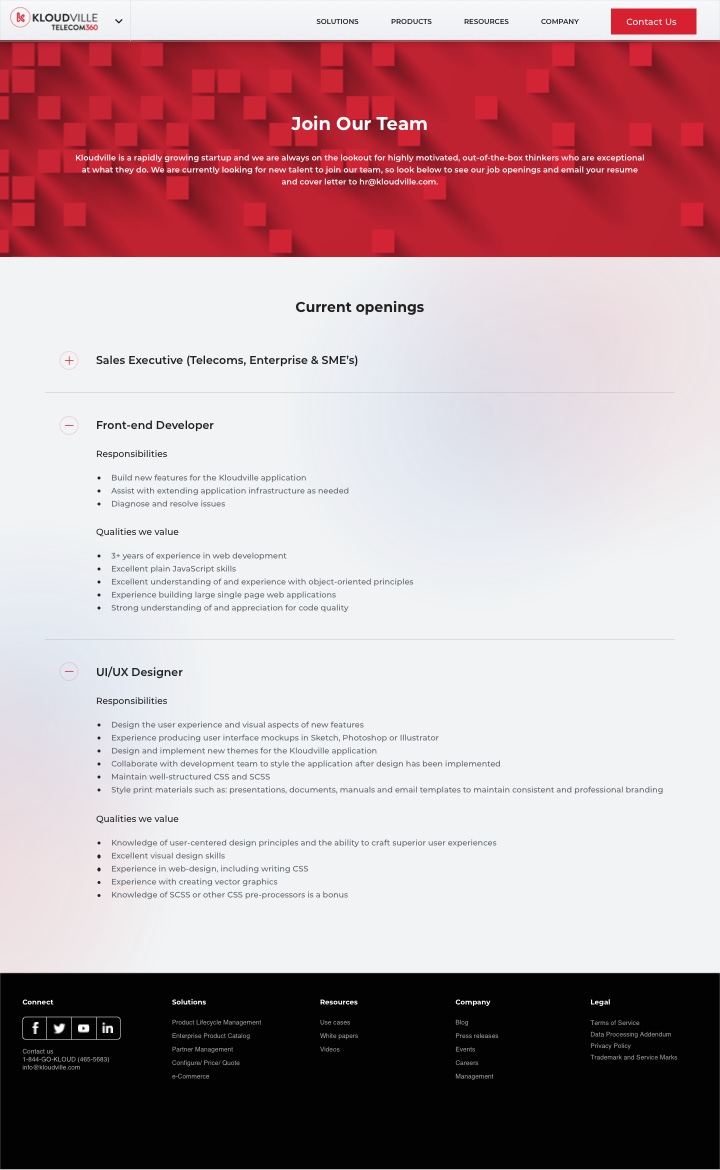 KLOUDVILLE
TELECOM360
SOLUTIONS
PRODUCTS
RESOURCES
COMPANY
Contact Us
Join Our Team
Kloudville is a rapidly growing startup and we are always on the lookout for highly motivated, out-of-the-box thinkers who are exceptional
at what they do. We are currently looking for new talent to join our team, so look below to see our job openings and email your resume
and cover letter to hr@kloudville.com.
Current openings
Sales Executive (Telecoms, Enterprise & SME's)
Front-end Developer
Responsibilities
• Build new features for the Kloudville application
• Assist with extending application infrastructure as needed
• Diagnose and resolve issues
Qualities we value
• 3+ years of experience in web development
• Excellent plain JavaScript skills
• Excellent understanding of and experience with object-oriented principles
• Experience building large single page web applications
• Strong understanding of and appreciation for code quality
UI/UX Designer
Responsibilities
• Design the user experience and visual aspects of new features
• Experience producing user interface mockups in Sketch, Photoshop or Illustrator
• Design and implement new themes for the Kloudville application
• Collaborate with development team to style the application after design has been implemented
• Maintain well-structured CSS and SCSS
• Style print materials such as: presentations, documents, manuals and email templates to maintain consistent and professional branding
Qualities we value
• Knowledge of user-centered design principles and the ability to craft superior user experiences
• Excellent visual design skills
• Experience in web-design, including writing CSS
• Experience with creating vector graphics
• Knowledge of SCSS or other CSS pre-processors is a bonus
Connect
Contact us
1-844-GO-KLOUD (465-5683)
info@kloudville.com
Solutions
Product Lifecycle Management
Enterprise Product Catalog
Partner Management
Configure/ Price/ Quote
e-Commerce
Resources
Use cases
White papers
Videos
Company
Blog
Press releases
Events
Careers
Management
Legal
Terms of Service
Data Processing Addendum
Privacy Policy
Trademark and Service Marks